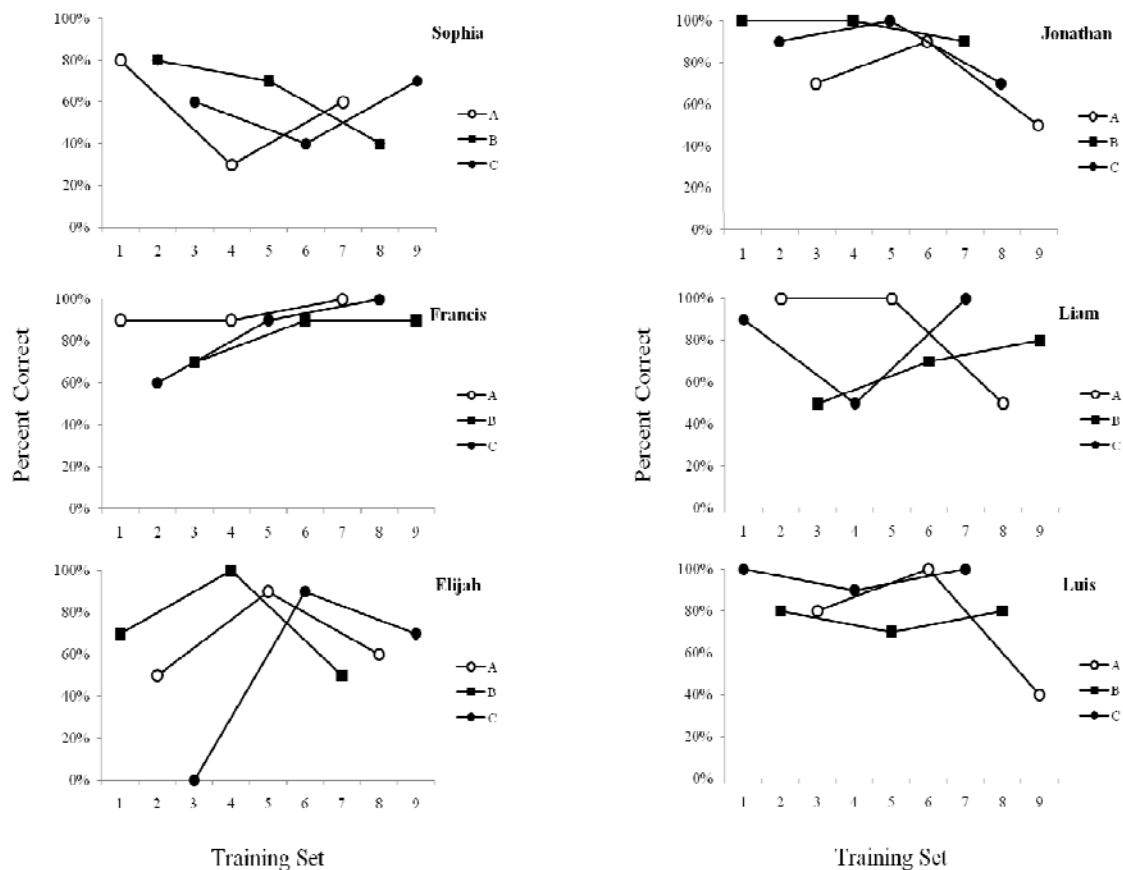 Sophia
100%
80%
60%
40%
20%
0%
1 2 3 4 5 6 7 8 9
A
B
C
Jonathan
100%
80%
60%
40%
20%
0%
1 2 3 4 5 6 7 8 9
A
B
C
Percent Correct
Francis
100%
80%
60%
40%
20%
0%
1 2 3 4 5 6 7 8 9
A
B
C
Percent Correct
Liam
100%
80%
60%
40%
20%
0%
1 2 3 4 5 6 7 8 9
A
B
C
Elijah
100%
80%
60%
40%
20%
0%
1 2 3 4 5 6 7 8 9
A
B
C
Training Set
Luis
100%
80%
60%
40%
20%
0%
1 2 3 4 5 6 7 8 9
A
B
C
Training Set